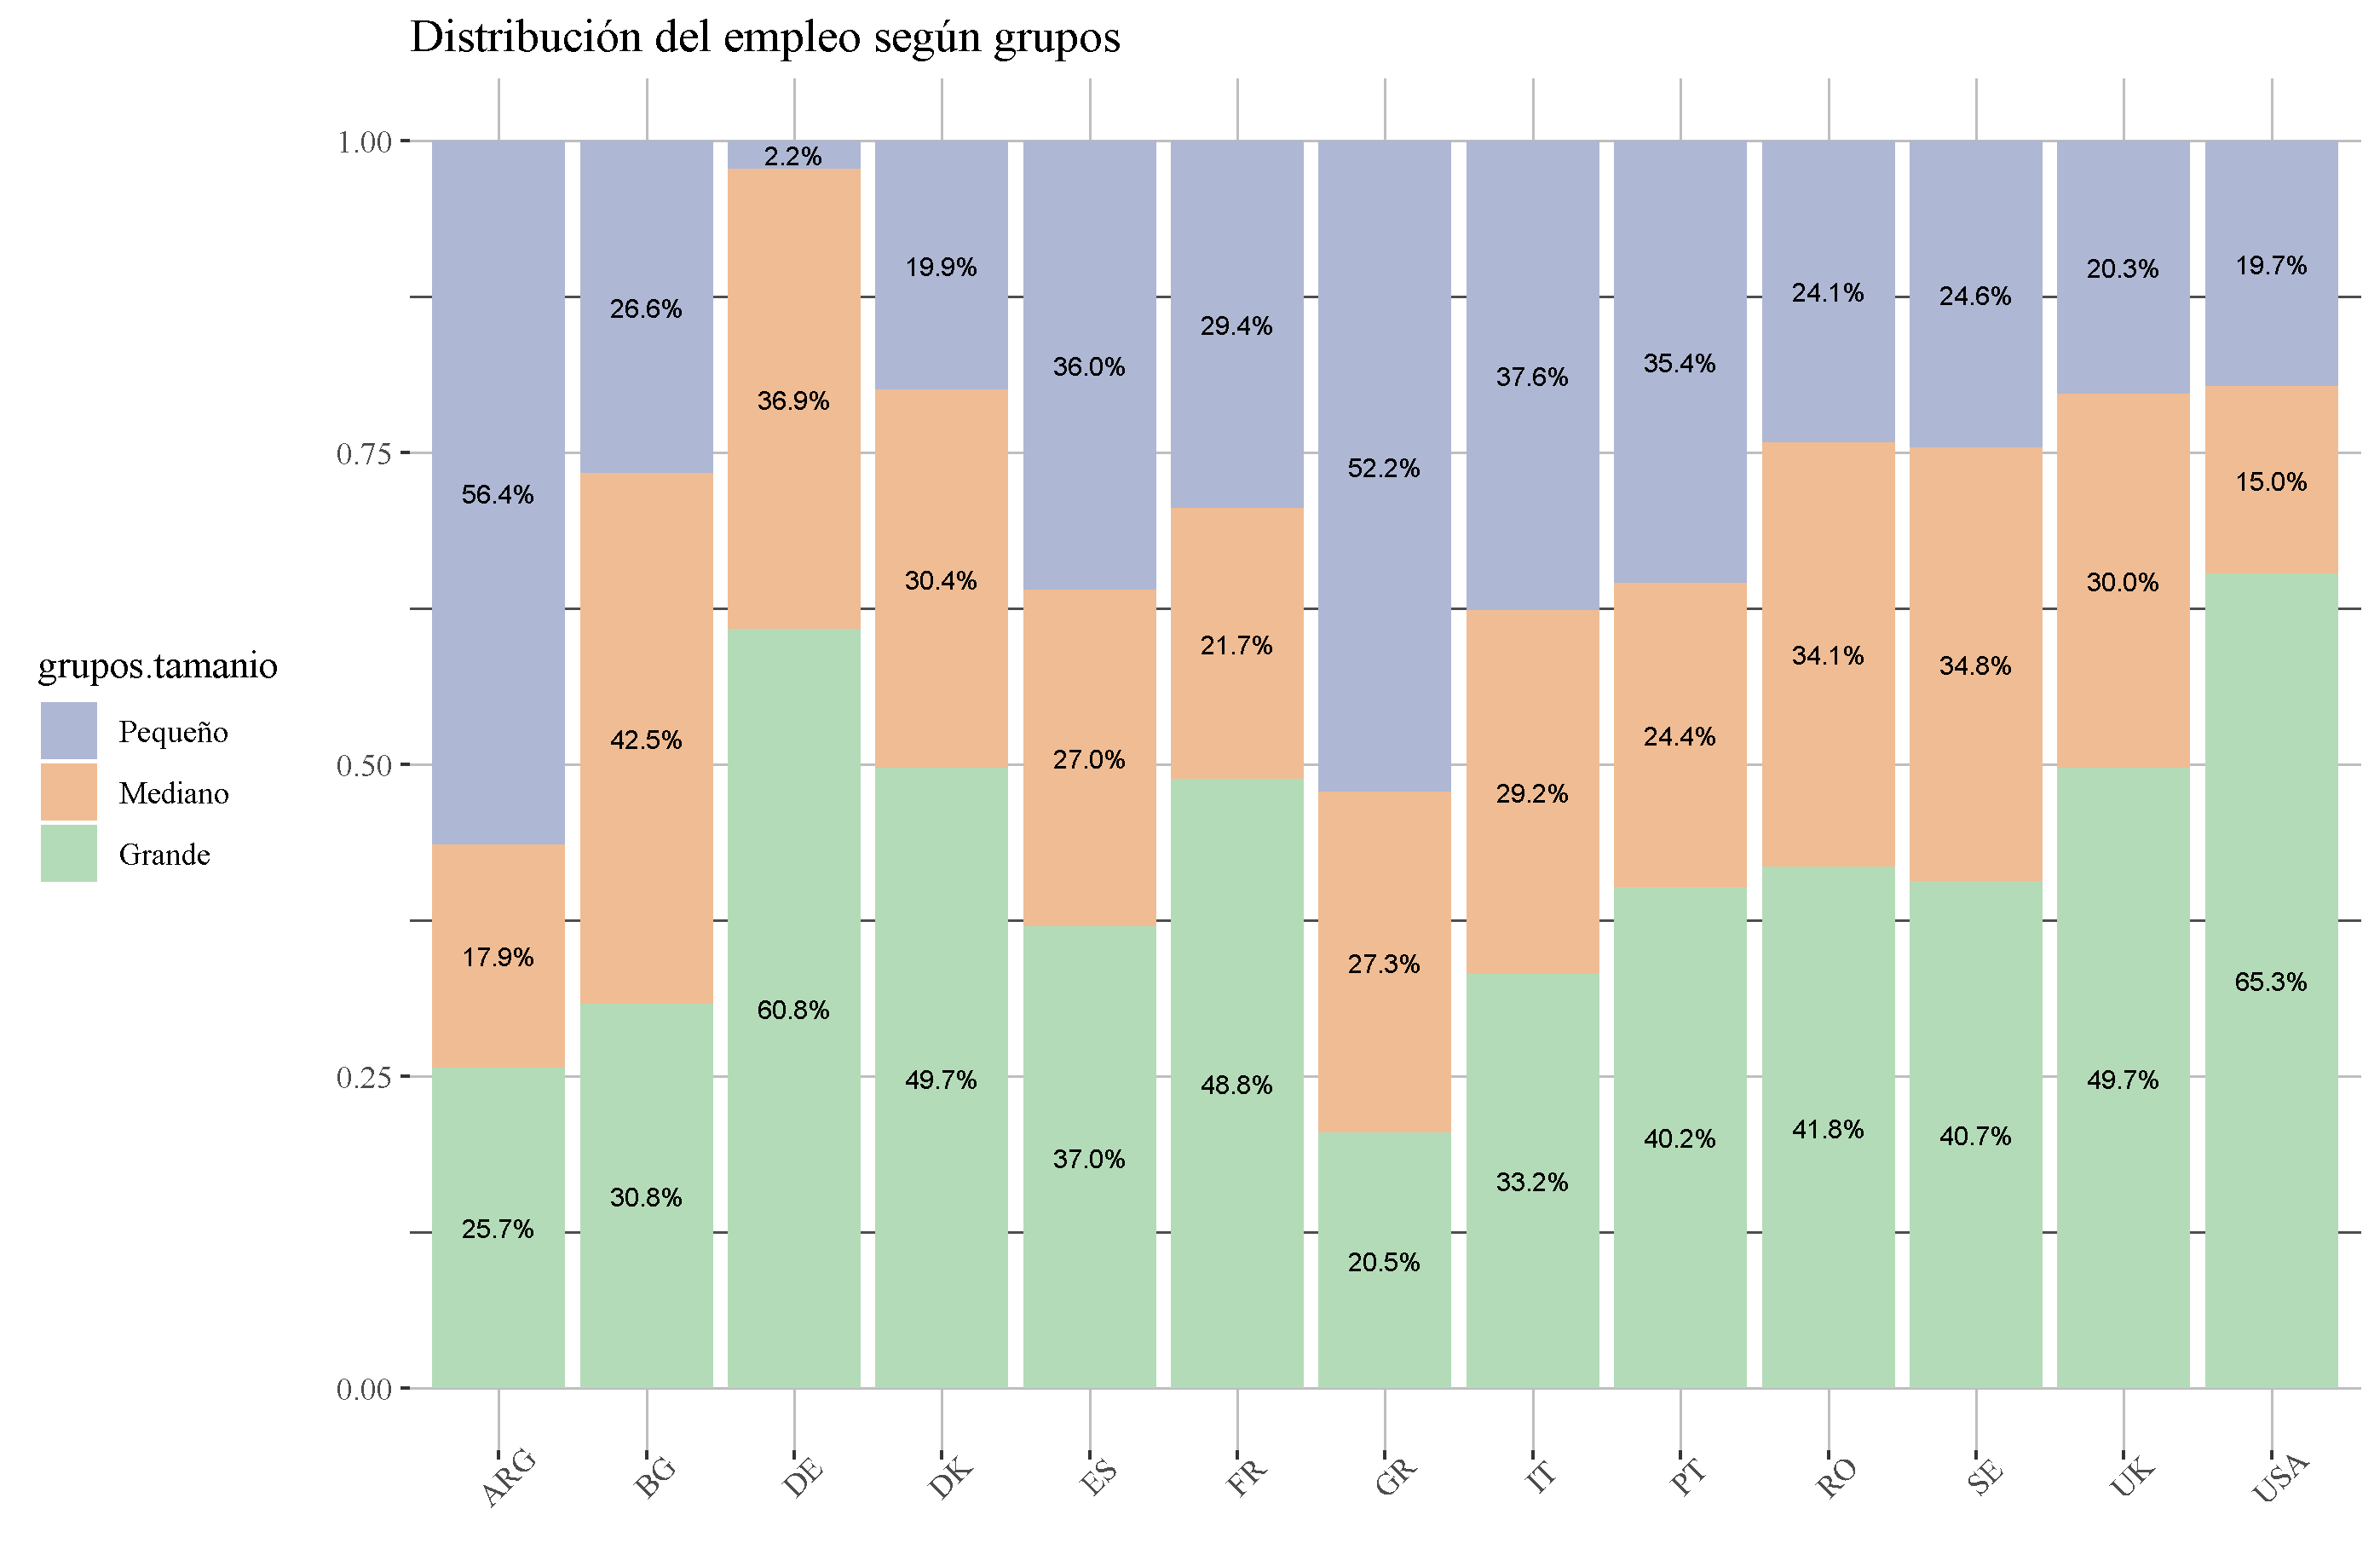 Distribución del empleo según grupos
1.00
0.75
0.50
0.25
0.00
grupos.tamanio
Pequeño
Mediano
Grande
56.4%
17.9%
25.7%
26.6%
42.5%
30.8%
2.2%
36.9%
60.8%
19.9%
30.4%
49.7%
36.0%
27.0%
37.0%
29.4%
21.7%
48.8%
52.2%
27.3%
20.5%
37.6%
29.2%
33.2%
35.4%
24.4%
40.2%
24.1%
34.1%
41.8%
24.6%
34.8%
40.7%
20.3%
30.0%
49.7%
19.7%
15.0%
65.3%
ARG
BG
DE
DK
ES
FR
GR
IT
PT
RO
SE
UK
USA